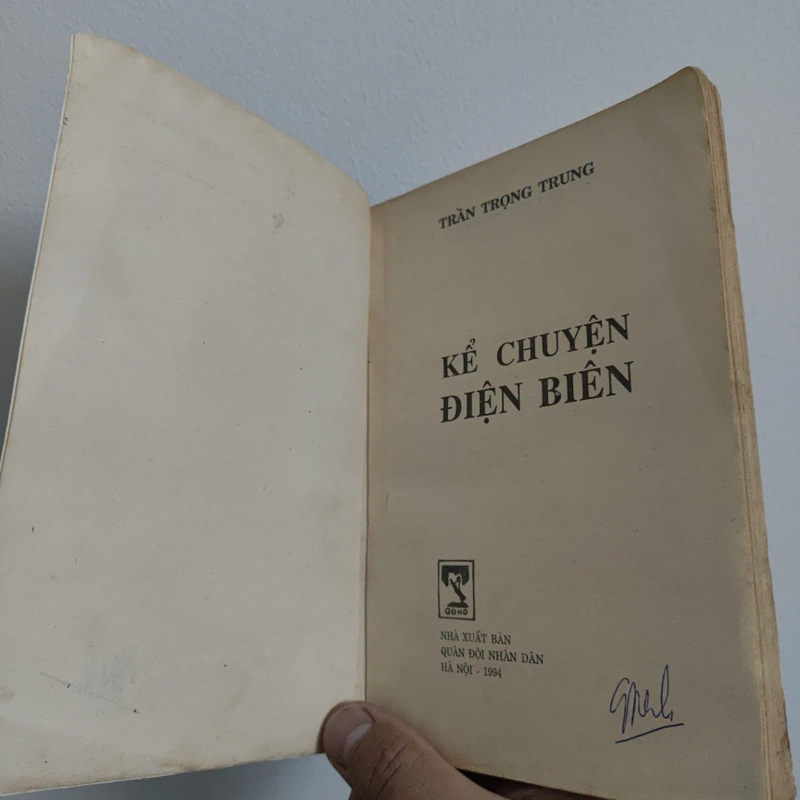 TRẦN TRỌNG TRUNG
KỂ CHUYỆN
ĐIỆN BIÊN
QĐND
NHÀ XUẤT BẢN
QUÂN ĐỘI NHÂN DÂN
HÀ NỘI - 1994